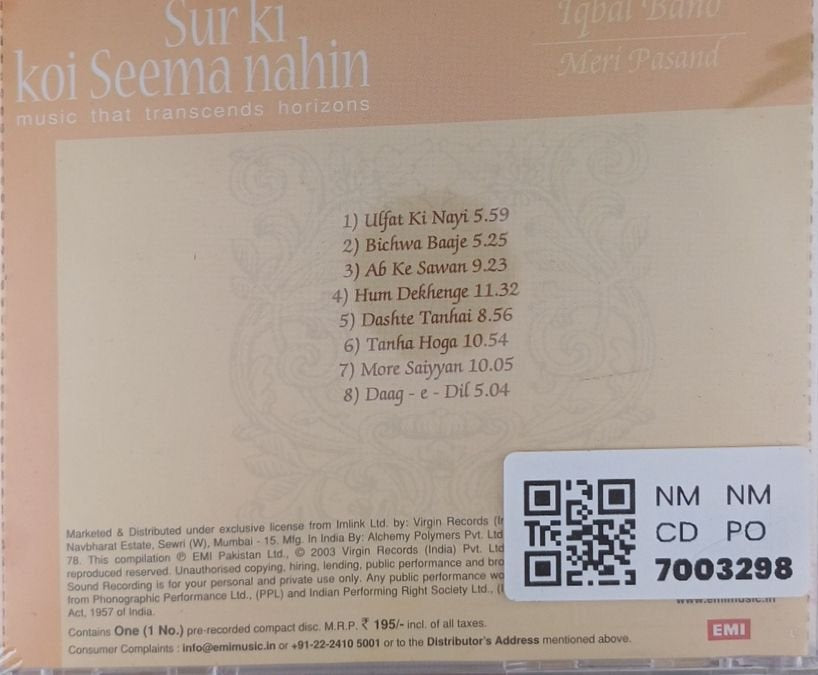 Sur ki
koi Seema nahin
music that transcends horizons
Iqbal Bano
Meri Pasand
1) Ulfat Ki Nayi 5.59
2) Bichwa Baaje 5.25
3) Ab Ke Sawan 9.23
4) Hum Dekhenge 11.32
5) Dashte Tanhai 8.56
6) Tanha Hoga 10.54
7) More Saiyyan 10.05
8) Daag - e - Dil 5.04
Marketed & Distributed under exclusive license from Imlink Ltd. by: Virgin Records
Navbharat Estate, Sewri (W), Mumbai - 15. Mfg. In India By: Alchemy Polymers Pvt. Ltd
78. This compilation ℗ EMI Pakistan Ltd., © 2003 Virgin Records (India) Pvt. Ltd
reproduced reserved. Unauthorised copying, hiring, lending, public performance and
Sound Recording is for your personal and private use only. Any public performance
from Phonographic Performance Ltd., (PPL) and Indian Performing Right Society Ltd.,
Act, 1957 of India.
www.emimusic.in
Contains One (1 No.) pre-recorded compact disc. M.R.P. ₹ 195/- incl. of all taxes.
Consumer Complaints : info@emimusic.in or +91-22-2410 5001 or to the Distributor's Address mentioned above.
EMI
NM NM
CD PO
7003298